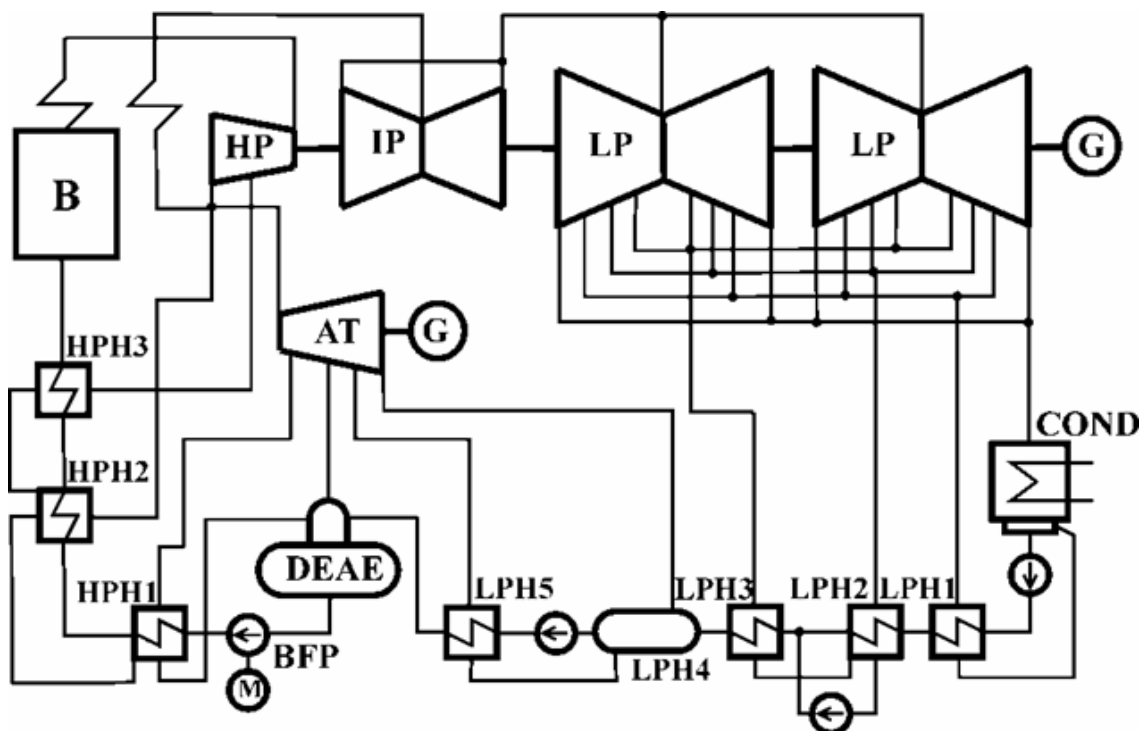 HP
IP
LP
LP
G
B
AT
G
HPH3
COND
HPH2
DEAE
HPH1
LPH5
LPH3
LPH2
LPH1
BFP
LPH4
M